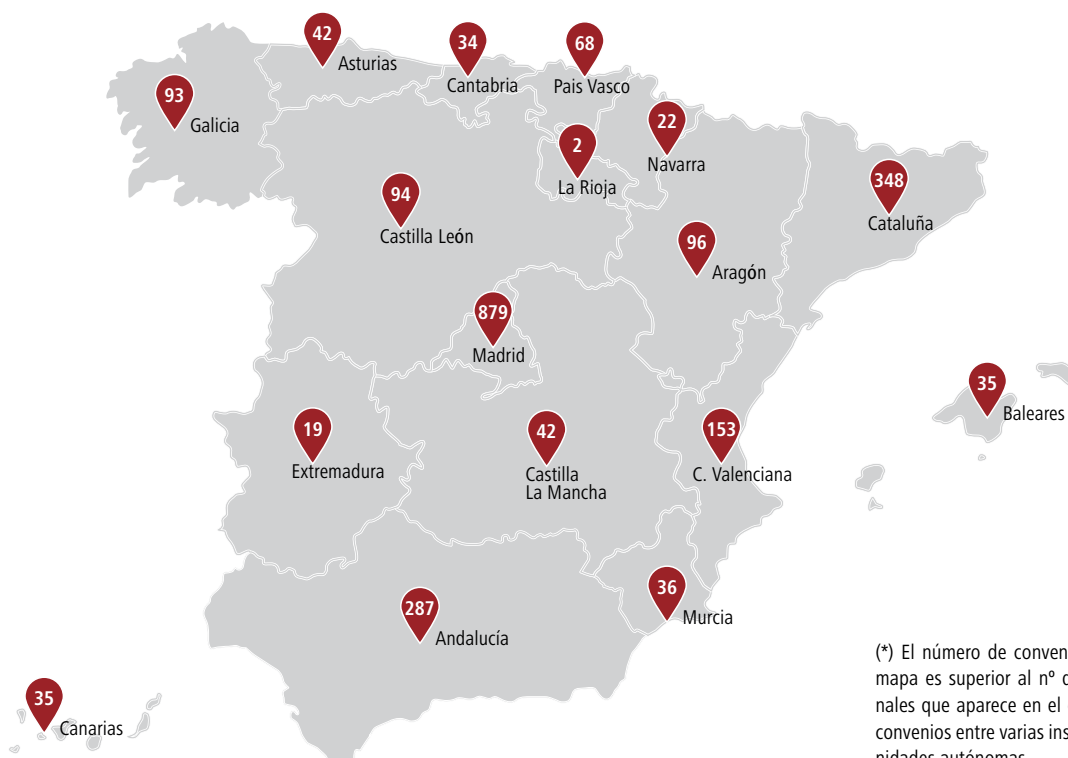 42
Asturias
34
Cantabria
68
Pais Vasco
93
Galicia
22
Navarra
2
La Rioja
348
Cataluña
94
Castilla León
96
Aragón
879
Madrid
35
Baleares
19
Extremadura
42
Castilla
La Mancha
153
C. Valenciana
36
Murcia
287
Andalucía
35
Canarias
(*) El número de conven
mapa es superior al nº
nales que aparece en el
convenios entre varias ins
nidades autónomas